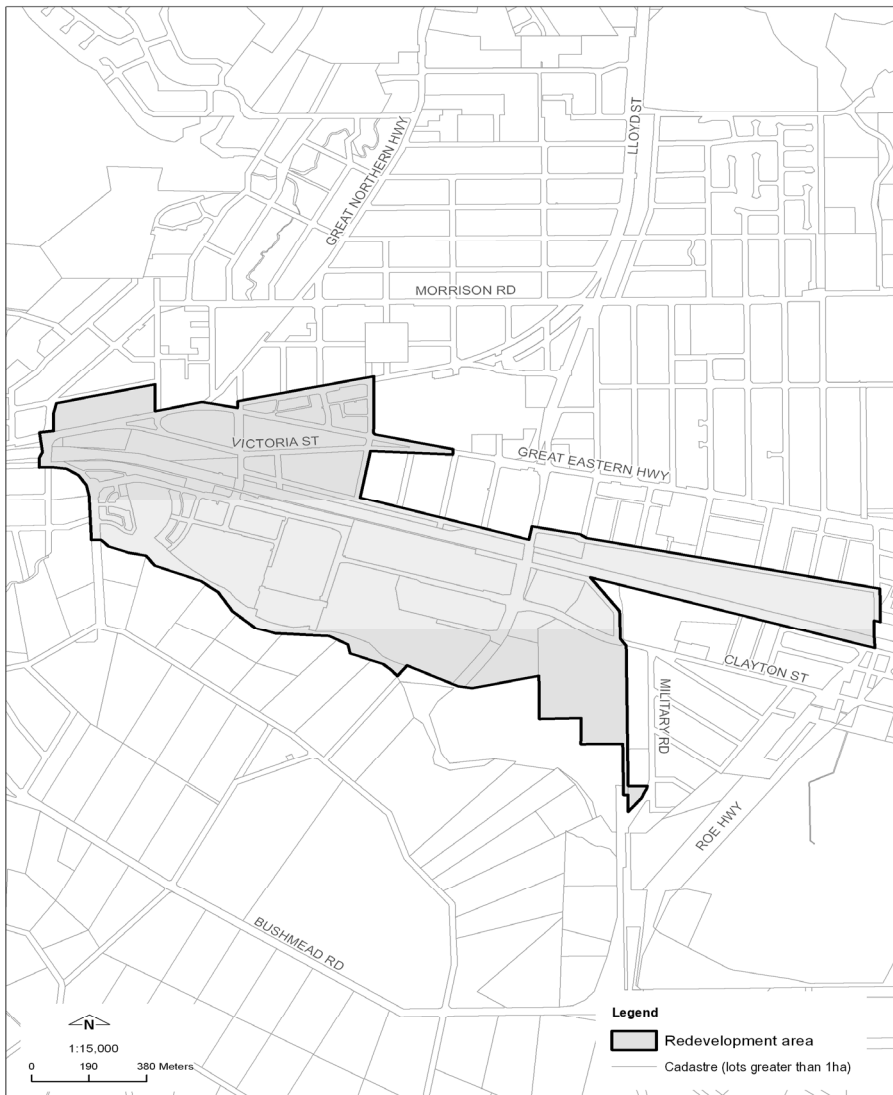 GREAT NORTHERN HWY
LLOYD ST
MORRISON RD
VICTORIA ST
GREAT EASTERN HWY
CLAYTON ST
MILITARY RD
ROE HWY
BUSHMEAD RD
N
1:15,000
0 190 380 Meters
Legend
Redevelopment area
Cadastre (lots greater than 1ha)